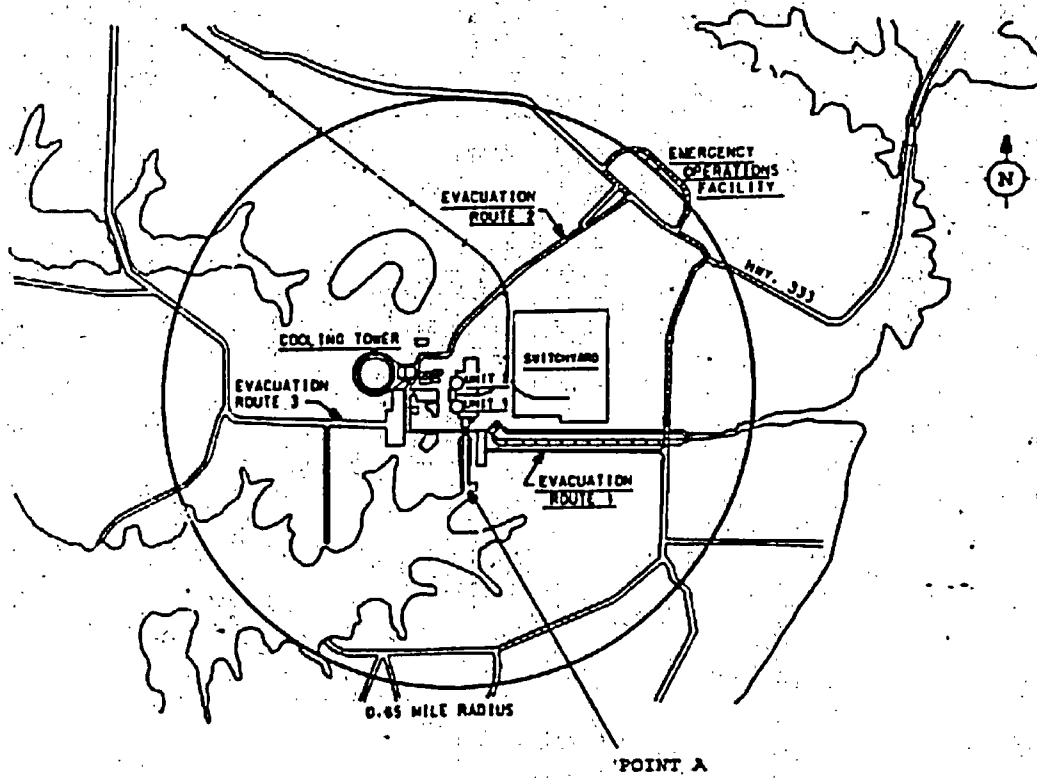 EMERGENCY
OPERATIONS
FACILITY
N
EVACUATION
ROUTE 2
HWY. 333
COOLING TOWER
SWITCHYARD
UNIT
EVACUATION
ROUTE 3
UNIT
EVACUATION
ROUTE 1
0.65 MILE RADIUS
POINT A